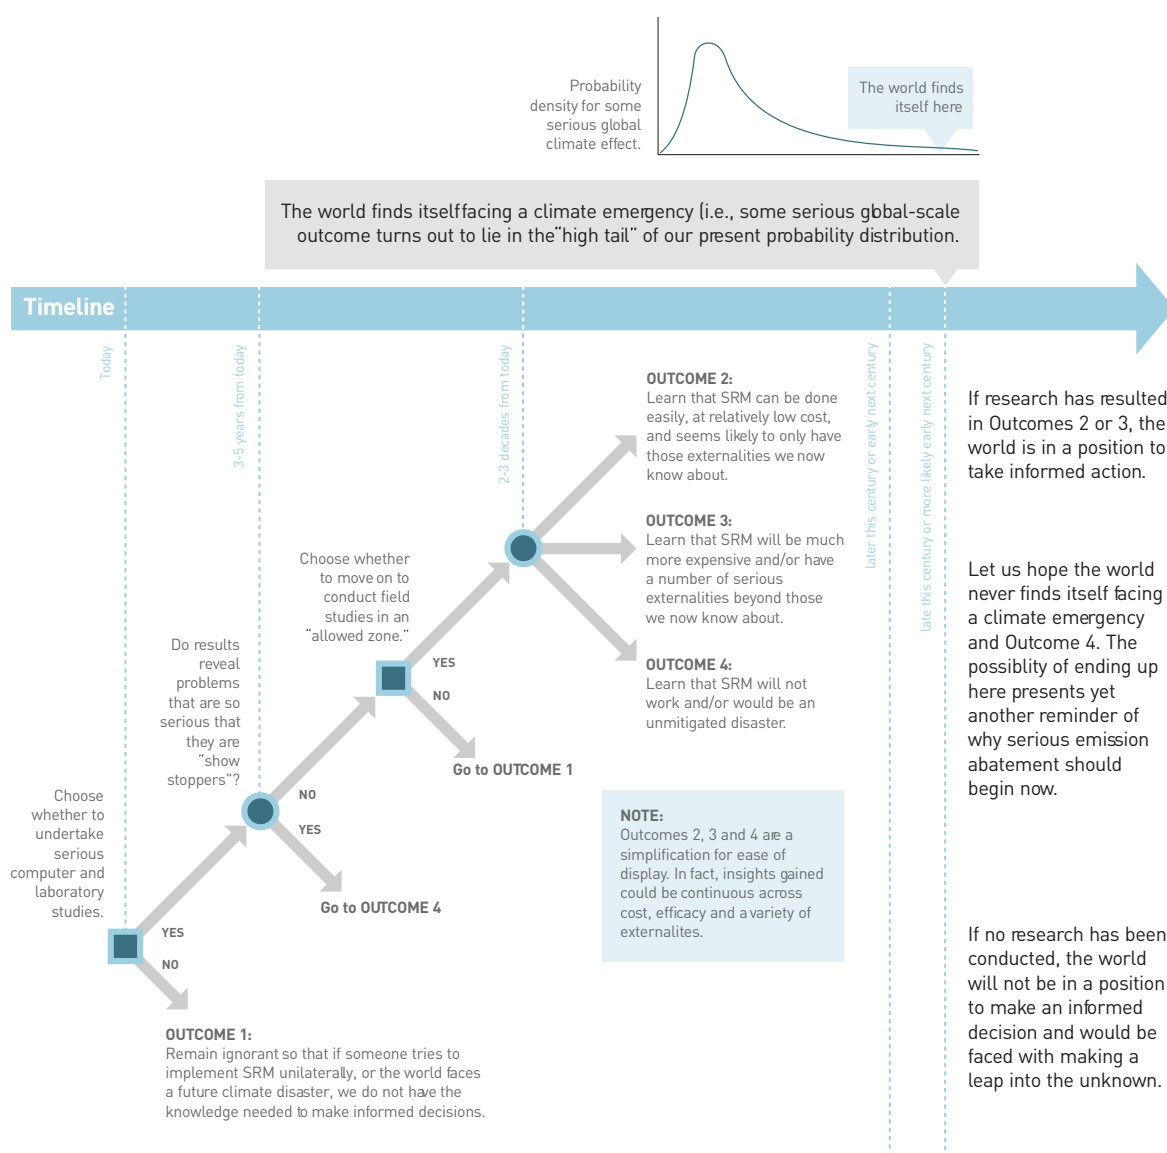 Probability
density for some
serious global
climate effect.
The world finds
itself here
The world finds itself facing a climate emergency (i.e., some serious global-scale
outcome turns out to lie in the “high tail” of our present probability distribution.
Timeline
Today
3-5 years from today
2-3 decades from today
later this century or early next century
late this century or more likely early next century
OUTCOME 2:
Learn that SRM can be done
easily, at relatively low cost,
and seems likely to only have
those externalities we now
know about.
OUTCOME 3:
Learn that SRM will be much
more expensive and/or have
a number of serious
externalities beyond those
we now know about.
OUTCOME 4:
Learn that SRM will not
work and/or would be an
unmitigated disaster.
Choose whether
to move on to
conduct field
studies in an
“allowed zone.”
YES
NO
Go to OUTCOME 1
Do results
reveal
problems
that are so
serious that
they are
“show
stoppers”?
NO
YES
Go to OUTCOME 4
Choose
whether to
undertake
serious
computer and
laboratory
studies.
YES
NO
OUTCOME 1:
Remain ignorant so that if someone tries to
implement SRM unilaterally, or the world faces
a future climate disaster, we do not have the
knowledge needed to make informed decisions.
NOTE:
Outcomes 2, 3 and 4 are a
simplification for ease of
display. In fact, insights gained
could be continuous across
cost, efficacy and a variety of
externalites.
If research has resulted
in Outcomes 2 or 3, the
world is in a position to
take informed action.
Let us hope the world
never finds itself facing
a climate emergency
and Outcome 4. The
possiblity of ending up
here presents yet
another reminder of
why serious emission
abatement should
begin now.
If no research has been
conducted, the world
will not be in a position
to make an informed
decision and would be
faced with making a
leap into the unknown.